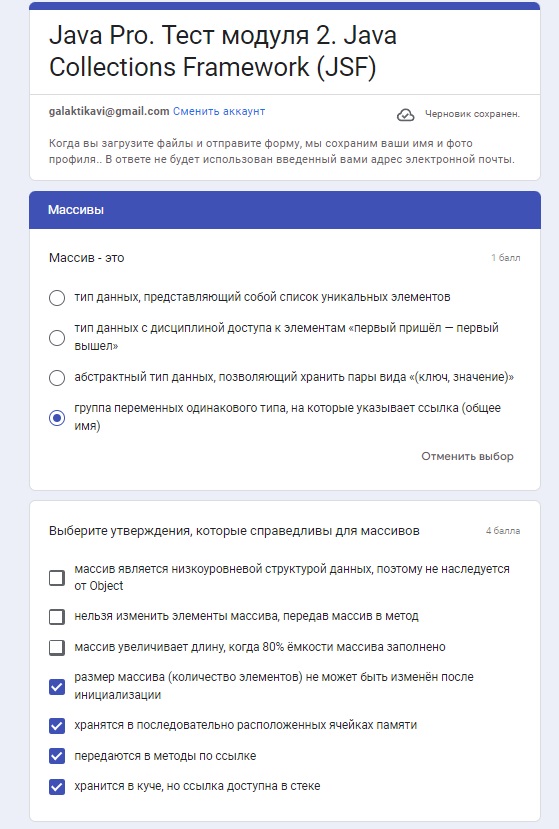 Java Pro. Тест модуля 2. Java
Collections Framework (JSF)
galaktikavi@gmail.com Сменить аккаунт
Черновик сохранен.
Когда вы загрузите файлы и отправите форму, мы сохраним ваши имя и фото
профиля.. В ответе не будет использован введенный вами адрес электронной почты.
Массивы
Массив - это
1 балл
тип данных, представляющий собой список уникальных элементов
тип данных с дисциплиной доступа к элементам «первый пришёл — первый
вышел»
абстрактный тип данных, позволяющий хранить пары вида «(ключ, значение)»
группа переменных одинакового типа, на которые указывает ссылка (общее
имя)
Отменить выбор
Выберите утверждения, которые справедливы для массивов
4 балла
массив является низкоуровневой структурой данных, поэтому не наследуется
от Object
нельзя изменить элементы массива, передав массив в метод
массив увеличивает длину, когда 80% ёмкости массива заполнено
размер массива (количество элементов) не может быть изменён после
инициализации
хранятся в последовательно расположенных ячейках памяти
передаются в методы по ссылке
хранится в куче, но ссылка доступна в стеке